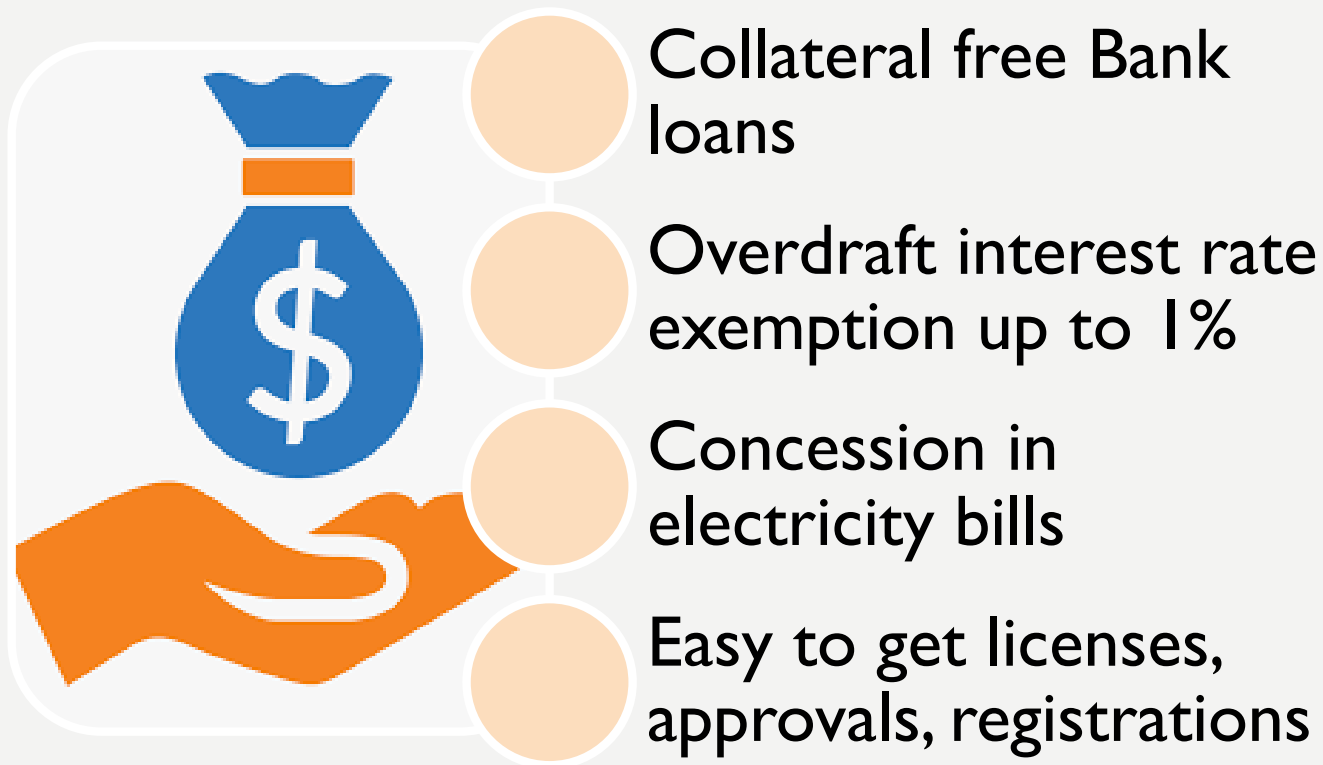 $
Collateral free Bank
loans
Overdraft interest rate
exemption up to 1%
Concession in
electricity bills
Easy to get licenses,
approvals, registrations